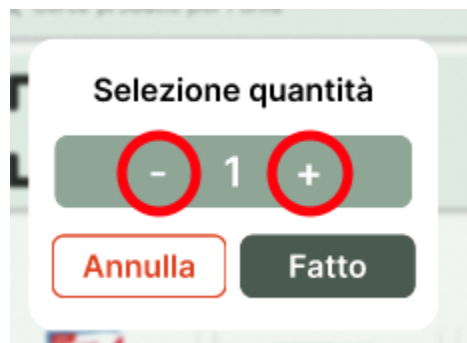 Selezione quantità
- 1 +
Annulla Fatto